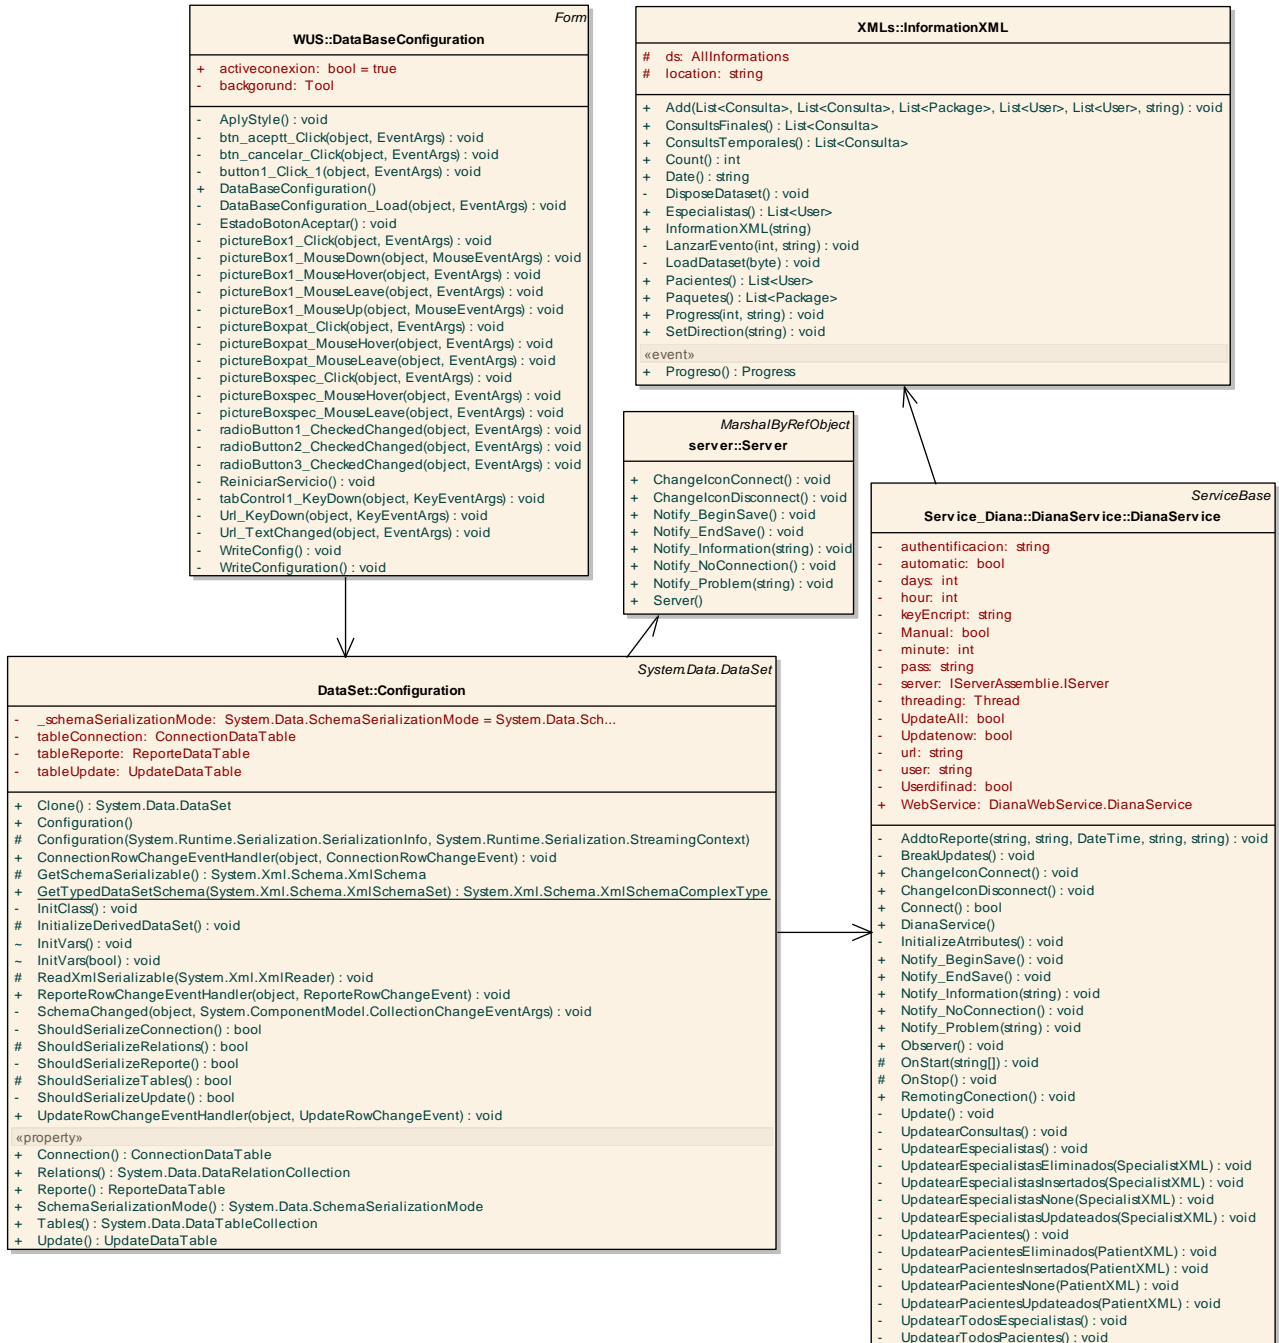 Form
WUS::DataBaseConfiguration
+ activeconexion: bool = true
- backgorund: Tool
- AplyStyle() : void
- btn_aceptt_Click(object, EventArgs) : void
- btn_cancelar_Click(object, EventArgs) : void
- button1_Click_1(object, EventArgs) : void
+ DataBaseConfiguration()
- DataBaseConfiguration_Load(object, EventArgs) : void
- EstadoBotonAceptar() : void
- pictureBox1_Click(object, EventArgs) : void
- pictureBox1_MouseDown(object, MouseEventArgs) : void
- pictureBox1_MouseHover(object, EventArgs) : void
- pictureBox1_MouseLeave(object, EventArgs) : void
- pictureBox1_MouseUp(object, MouseEventArgs) : void
- pictureBoxpat_Click(object, EventArgs) : void
- pictureBoxpat_MouseHover(object, EventArgs) : void
- pictureBoxpat_MouseLeave(object, EventArgs) : void
- pictureBoxspec_Click(object, EventArgs) : void
- pictureBoxspec_MouseHover(object, EventArgs) : void
- pictureBoxspec_MouseLeave(object, EventArgs) : void
- radioButton1_CheckedChanged(object, EventArgs) : void
- radioButton2_CheckedChanged(object, EventArgs) : void
- radioButton3_CheckedChanged(object, EventArgs) : void
- ReiniciarServicio() : void
- tabControl1_KeyDown(object, KeyEventArgs) : void
- Url_KeyDown(object, KeyEventArgs) : void
- Url_TextChanged(object, EventArgs) : void
- WriteConfig() : void
- WriteConfiguration() : void
XMLs::InformationXML
# ds: AllInformations
# location: string
+ Add(List<Consulta>, List<Consulta>, List<Package>, List<User>, List<User>, string) : void
+ ConsultsFinales() : List<Consulta>
+ ConsultsTemporales() : List<Consulta>
+ Count() : int
+ Date() : string
- DisposeDataset() : void
+ Especialistas() : List<User>
+ InformationXML(string)
- LanzarEvento(int, string) : void
- LoadDataset(byte) : void
+ Pacientes() : List<User>
+ Paquetes() : List<Package>
+ Progress(int, string) : void
+ SetDirection(string) : void
«event»
+ Progreso() : Progress
MarshalByRefObject
server::Server
+ ChangeIconConnect() : void
+ ChangeIconDisconnect() : void
+ Notify_BeginSave() : void
+ Notify_EndSave() : void
+ Notify_Information(string) : void
+ Notify_NoConnection() : void
+ Notify_Problem(string) : void
+ Server()
System.Data.DataSet
DataSet::Configuration
- _schemaSerializationMode: System.Data.SchemaSerializationMode = System.Data.Sch...
- tableConnection: ConnectionDataTable
- tableReporte: ReporteDataTable
- tableUpdate: UpdateDataTable
+ Clone() : System.Data.DataSet
+ Configuration()
# Configuration(System.Runtime.Serialization.SerializationInfo, System.Runtime.Serialization.StreamingContext)
+ ConnectionRowChangeEventHandler(object, ConnectionRowChangeEvent) : void
# GetSchemaSerializable() : System.Xml.Schema.XmlSchema
+ GetTypedDataSetSchema(System.Xml.Schema.XmlSchemaSet) : System.Xml.Schema.XmlSchemaComplexType
- InitClass() : void
# InitializeDerivedDataSet() : void
~ InitVars() : void
~ InitVars(bool) : void
# ReadXmlSerializable(System.Xml.XmlReader) : void
+ ReporteRowChangeEventHandler(object, ReporteRowChangeEvent) : void
- SchemaChanged(object, System.ComponentModel.CollectionChangeEventArgs) : void
- ShouldSerializeConnection() : bool
# ShouldSerializeRelations() : bool
- ShouldSerializeReporte() : bool
# ShouldSerializeTables() : bool
- ShouldSerializeUpdate() : bool
+ UpdateRowChangeEventHandler(object, UpdateRowChangeEvent) : void
«property»
+ Connection() : ConnectionDataTable
+ Relations() : System.Data.DataRelationCollection
+ Reporte() : ReporteDataTable
+ SchemaSerializationMode() : System.Data.SchemaSerializationMode
+ Tables() : System.Data.DataTableCollection
+ Update() : UpdateDataTable
ServiceBase
Service_Diana::DianaService::DianaService
- authentificacion: string
- automatic: bool
- days: int
- hour: int
- keyEncript: string
- Manual: bool
- minute: int
- pass: string
- server: IServerAssemblie.IServer
- threading: Thread
- UpdateAll: bool
- Updatenow: bool
- url: string
- user: string
- Userdifinad: bool
+ WebService: DianaWebService.DianaService
- AddtoReporte(string, string, DateTime, string, string) : void
- BreakUpdates() : void
+ ChangeIconConnect() : void
+ ChangeIconDisconnect() : void
+ Connect() : bool
+ DianaService()
- InitializeAtrributes() : void
+ Notify_BeginSave() : void
+ Notify_EndSave() : void
+ Notify_Information(string) : void
+ Notify_NoConnection() : void
+ Notify_Problem(string) : void
+ Observer() : void
# OnStart(string[]) : void
# OnStop() : void
+ RemotingConection() : void
- Update() : void
- UpdatearConsultas() : void
- UpdatearEspecialistas() : void
- UpdatearEspecialistasEliminados(SpecialistXML) : void
- UpdatearEspecialistasInsertados(SpecialistXML) : void
- UpdatearEspecialistasNone(SpecialistXML) : void
- UpdatearEspecialistasUpdateados(SpecialistXML) : void
- UpdatearPacientes() : void
- UpdatearPacientesEliminados(PatientXML) : void
- UpdatearPacientesInsertados(PatientXML) : void
- UpdatearPacientesNone(PatientXML) : void
- UpdatearPacientesUpdateados(PatientXML) : void
- UpdatearTodosEspecialistas() : void
- UpdatearTodosPacientes() : void